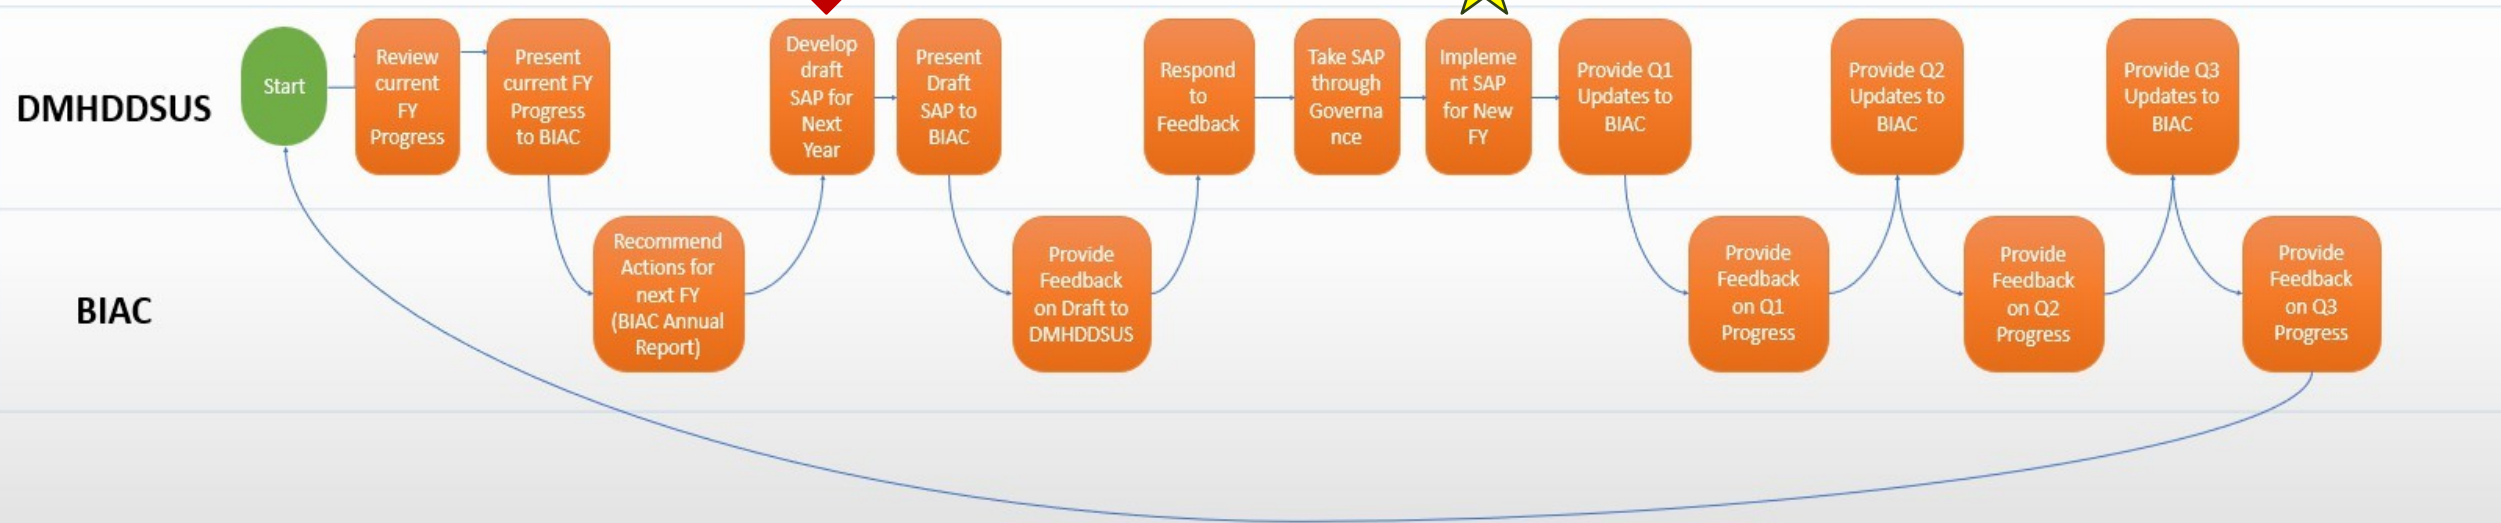 DMHDDSUS
Start
Review
current
FY
Progress
Present
current FY
Progress
to BIAC
Develop
draft
SAP for
Next
Year
Present
Draft
SAP to
BIAC
Respond
to
Feedback
Take SAP
through
Governa
nce
Impleme
nt SAP
for New
FY
Provide Q1
Updates to
BIAC
Provide Q2
Updates to
BIAC
Provide Q3
Updates to
BIAC
BIAC
Recommend
Actions for
next FY
(BIAC Annual
Report)
Provide
Feedback
on Draft to
DMHDDSUS
Provide
Feedback
on Q1
Progress
Provide
Feedback
on Q2
Progress
Provide
Feedback
on Q3
Progress